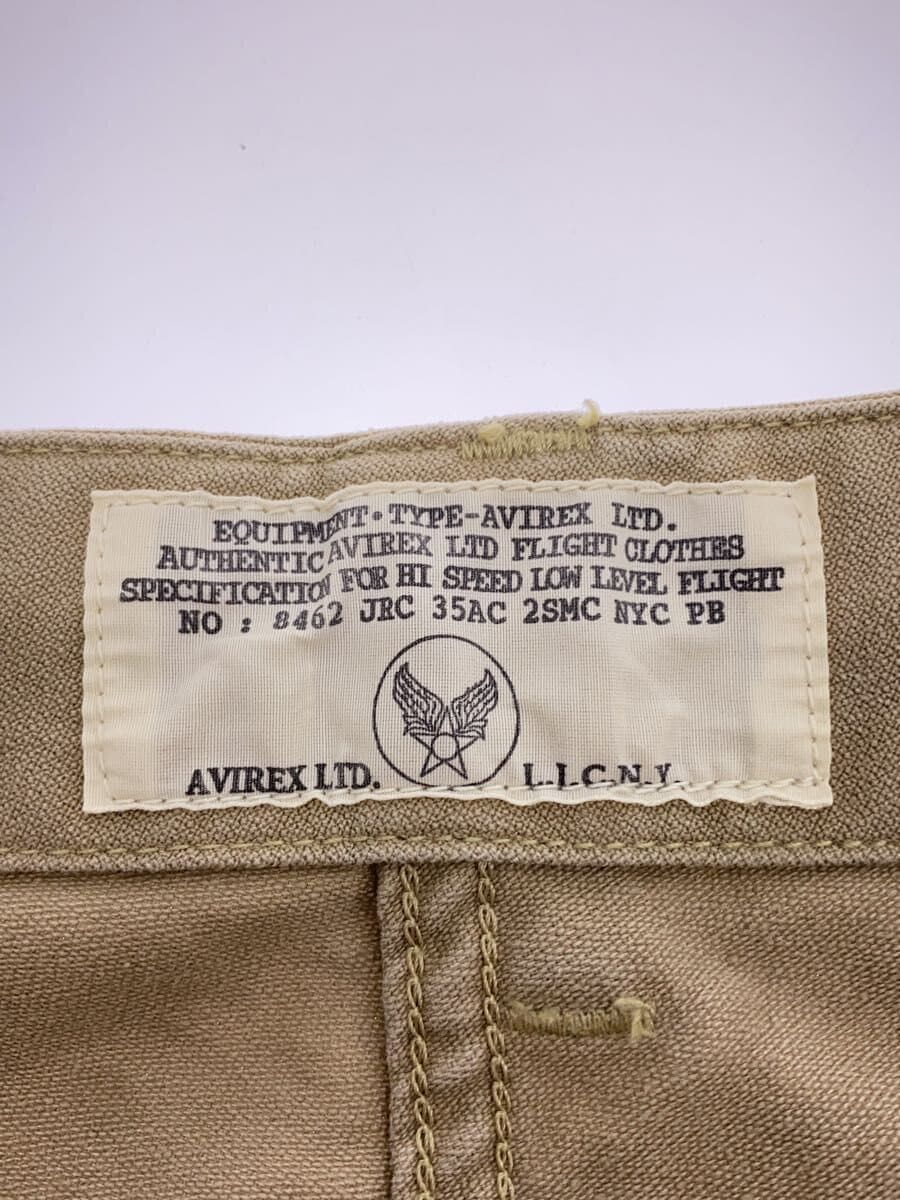 EQUIPMENT•TYPE-AVIREX LTD.
AUTHENTIC AVIREX LTD FLIGHT CLOTHES
SPECIFICATION FOR HI SPEED LOW LEVEL FLIGHT
NO : 8462 JRC 35AC 2SMC NYC PB
AVIREX LTD. L.I.C.N.Y.